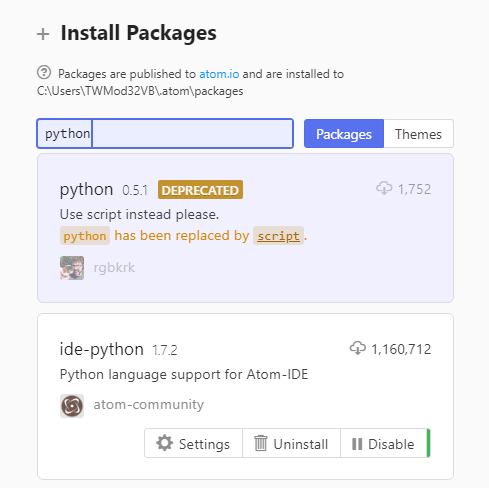 Install Packages
Packages are published to atom.io and are installed to
C:\Users\TWMod32VB\.atom\packages
python
Packages
Themes
python 0.5.1 DEPRECATED 1,752
Use script instead please.
python has been replaced by script.
rgbkrk
ide-python 1.7.2 1,160,712
Python language support for Atom-IDE
atom-community
Settings Uninstall Disable